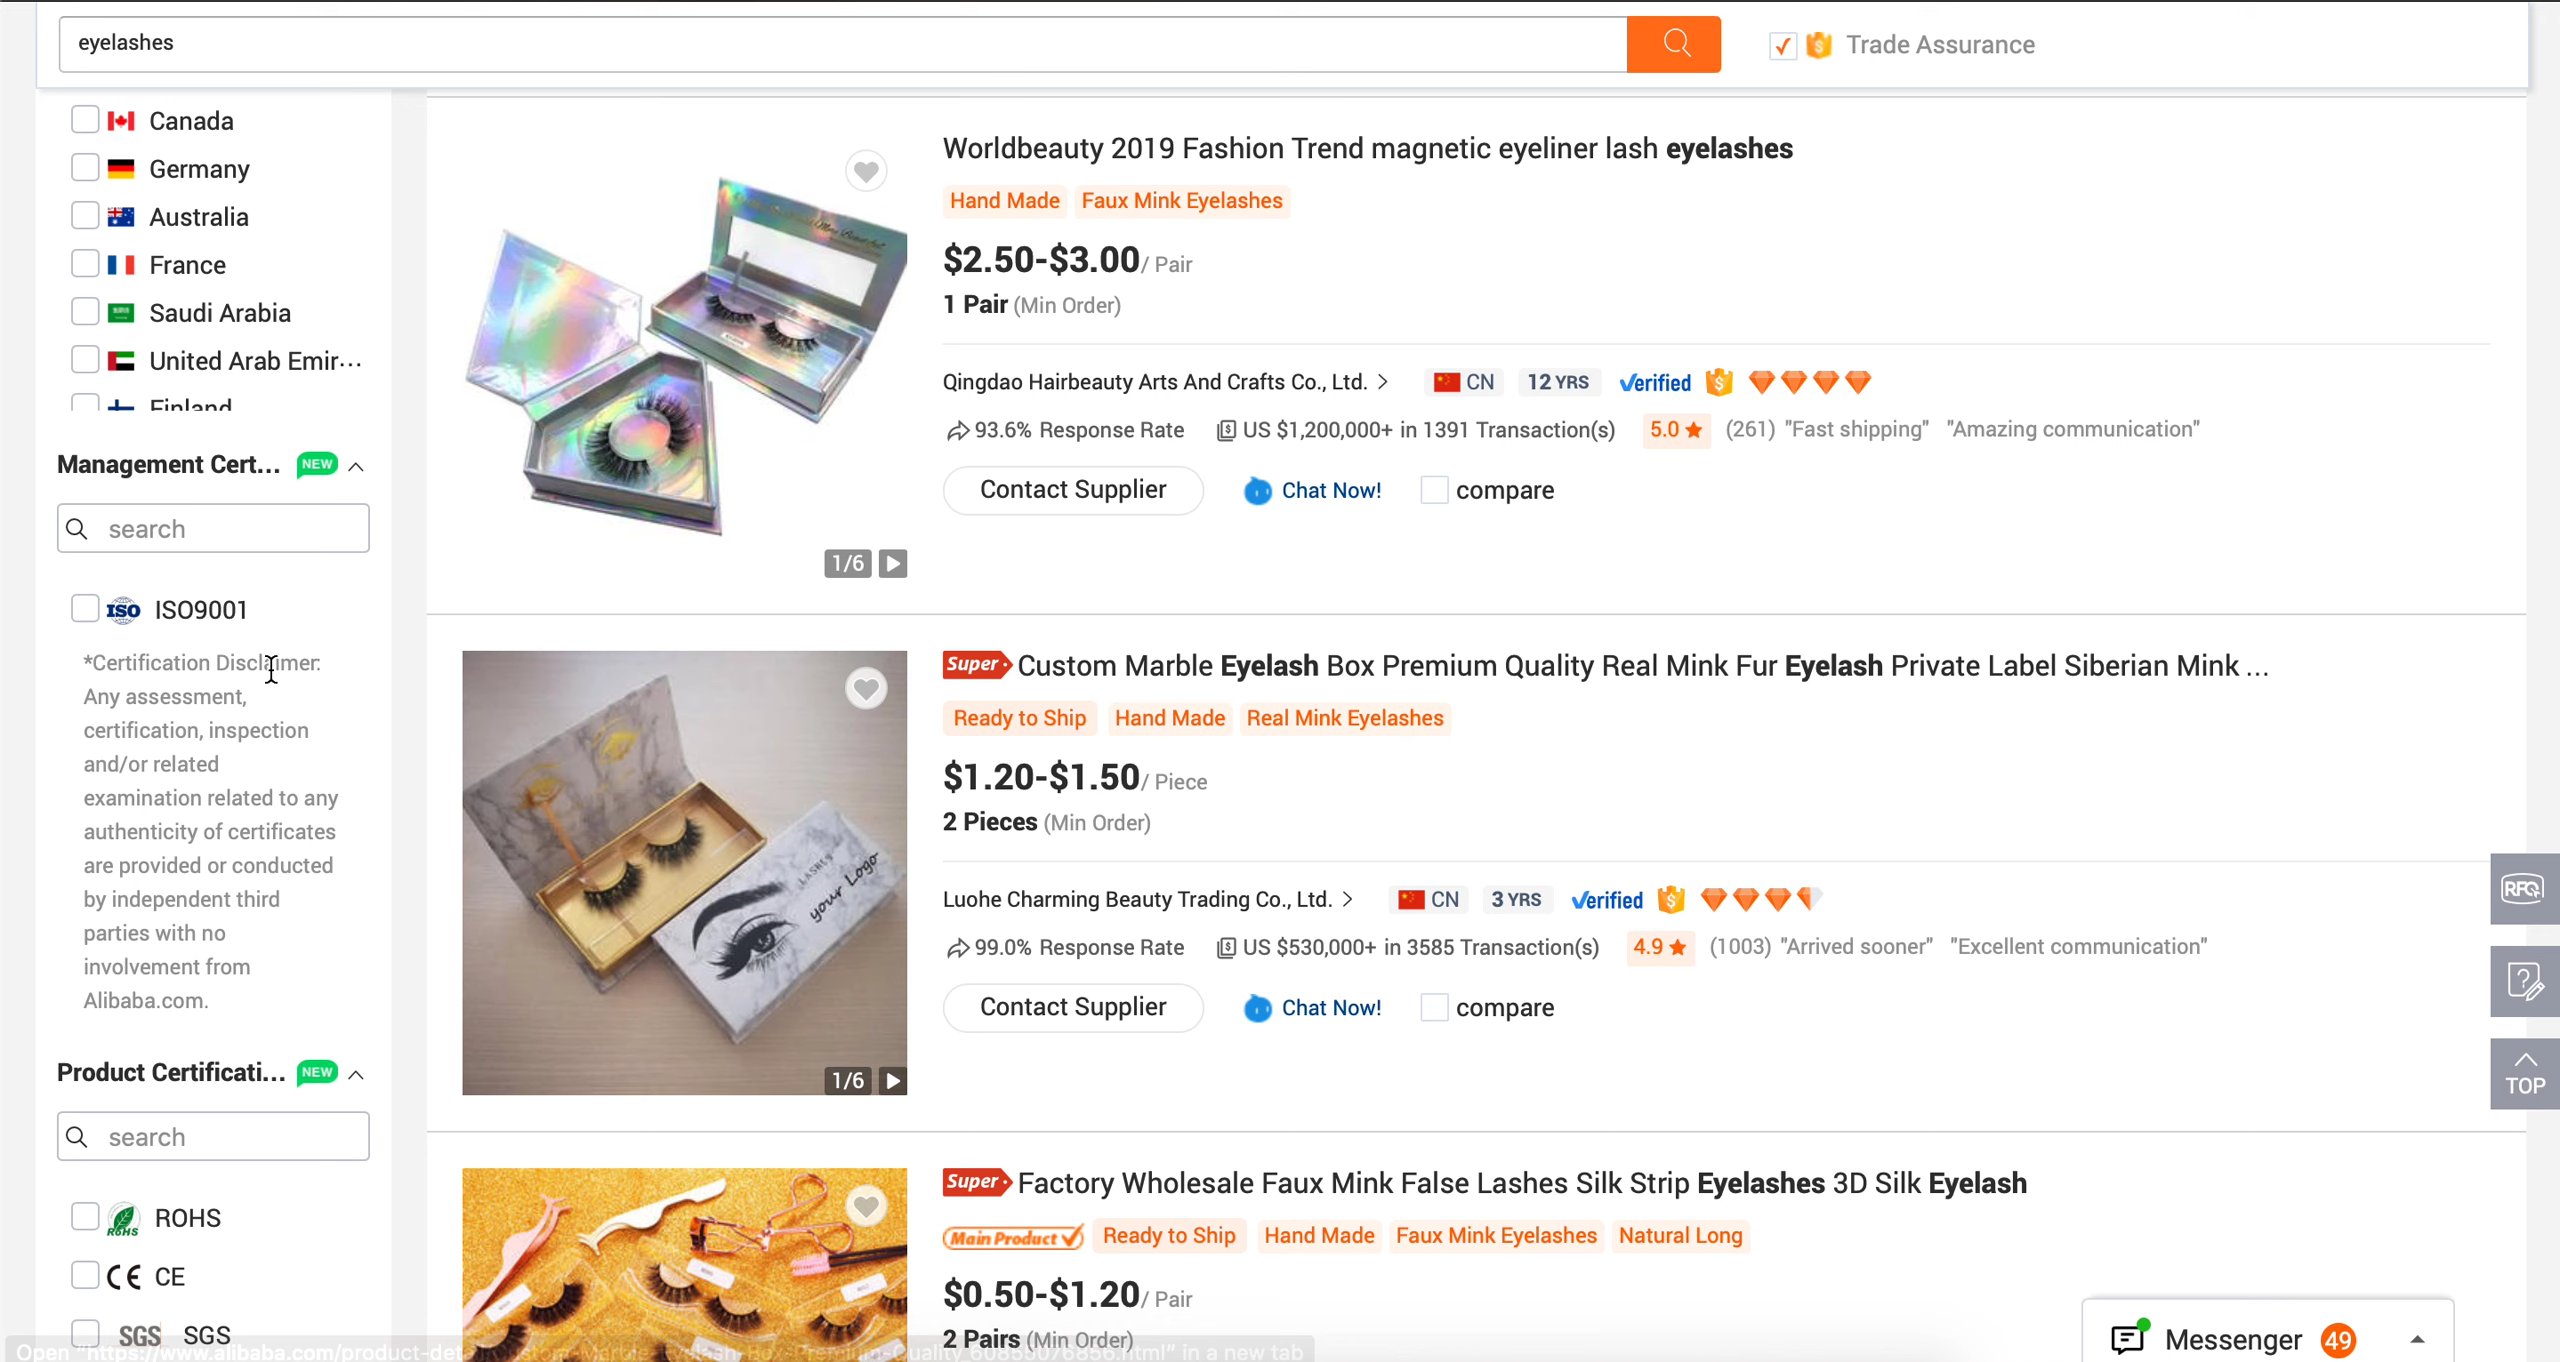 eyelashes
Trade Assurance
Canada
Germany
Australia
France
Saudi Arabia
United Arab Emir...
Finland
Management Cert... NEW
search
ISO ISO9001
*Certification Disclaimer:
Any assessment,
certification, inspection
and/or related
examination related to any
authenticity of certificates
are provided or conducted
by independent third
parties with no
involvement from
Alibaba.com.
Product Certificati... NEW
search
RoHS ROHS
CE CE
SGS SGS
Worldbeauty 2019 Fashion Trend magnetic eyeliner lash eyelashes
Hand Made Faux Mink Eyelashes
$2.50-$3.00/ Pair
1 Pair (Min Order)
Qingdao Hairbeauty Arts And Crafts Co., Ltd. > CN 12 YRS Verified
93.6% Response Rate US $1,200,000+ in 1391 Transaction(s) 5.0 ★ (261) "Fast shipping" "Amazing communication"
Contact Supplier Chat Now! compare
1/6
Super Custom Marble Eyelash Box Premium Quality Real Mink Fur Eyelash Private Label Siberian Mink ...
Ready to Ship Hand Made Real Mink Eyelashes
$1.20-$1.50/ Piece
2 Pieces (Min Order)
LASHES
your Logo
Luohe Charming Beauty Trading Co., Ltd. > CN 3 YRS Verified
99.0% Response Rate US $530,000+ in 3585 Transaction(s) 4.9 ★ (1003) "Arrived sooner" "Excellent communication"
Contact Supplier Chat Now! compare
1/6
Super Factory Wholesale Faux Mink False Lashes Silk Strip Eyelashes 3D Silk Eyelash
Main Product Ready to Ship Hand Made Faux Mink Eyelashes Natural Long
$0.50-$1.20/ Pair
2 Pairs (Min Order)
RFQ
TOP
Messenger 49